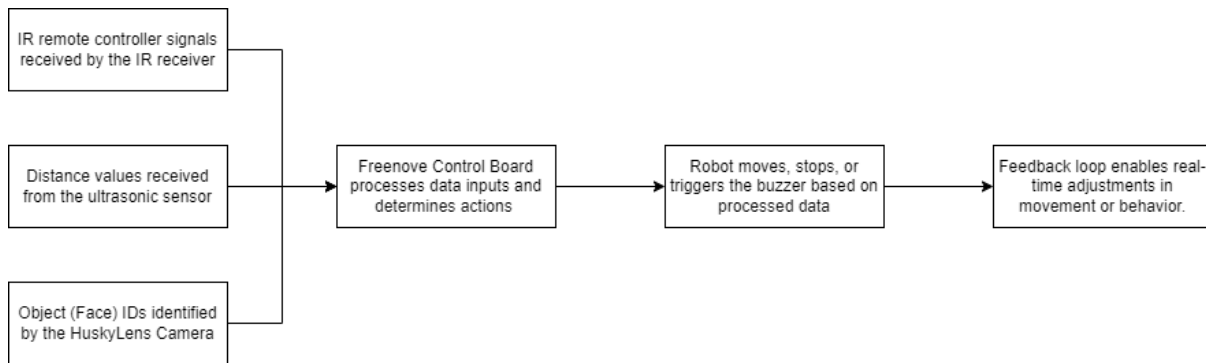 IR remote controller signals
received by the IR receiver
Distance values received
from the ultrasonic sensor
Object (Face) IDs identified
by the HuskyLens Camera
Freenove Control Board
processes data inputs and
determines actions
Robot moves, stops, or
triggers the buzzer based on
processed data
Feedback loop enables real-
time adjustments in
movement or behavior.